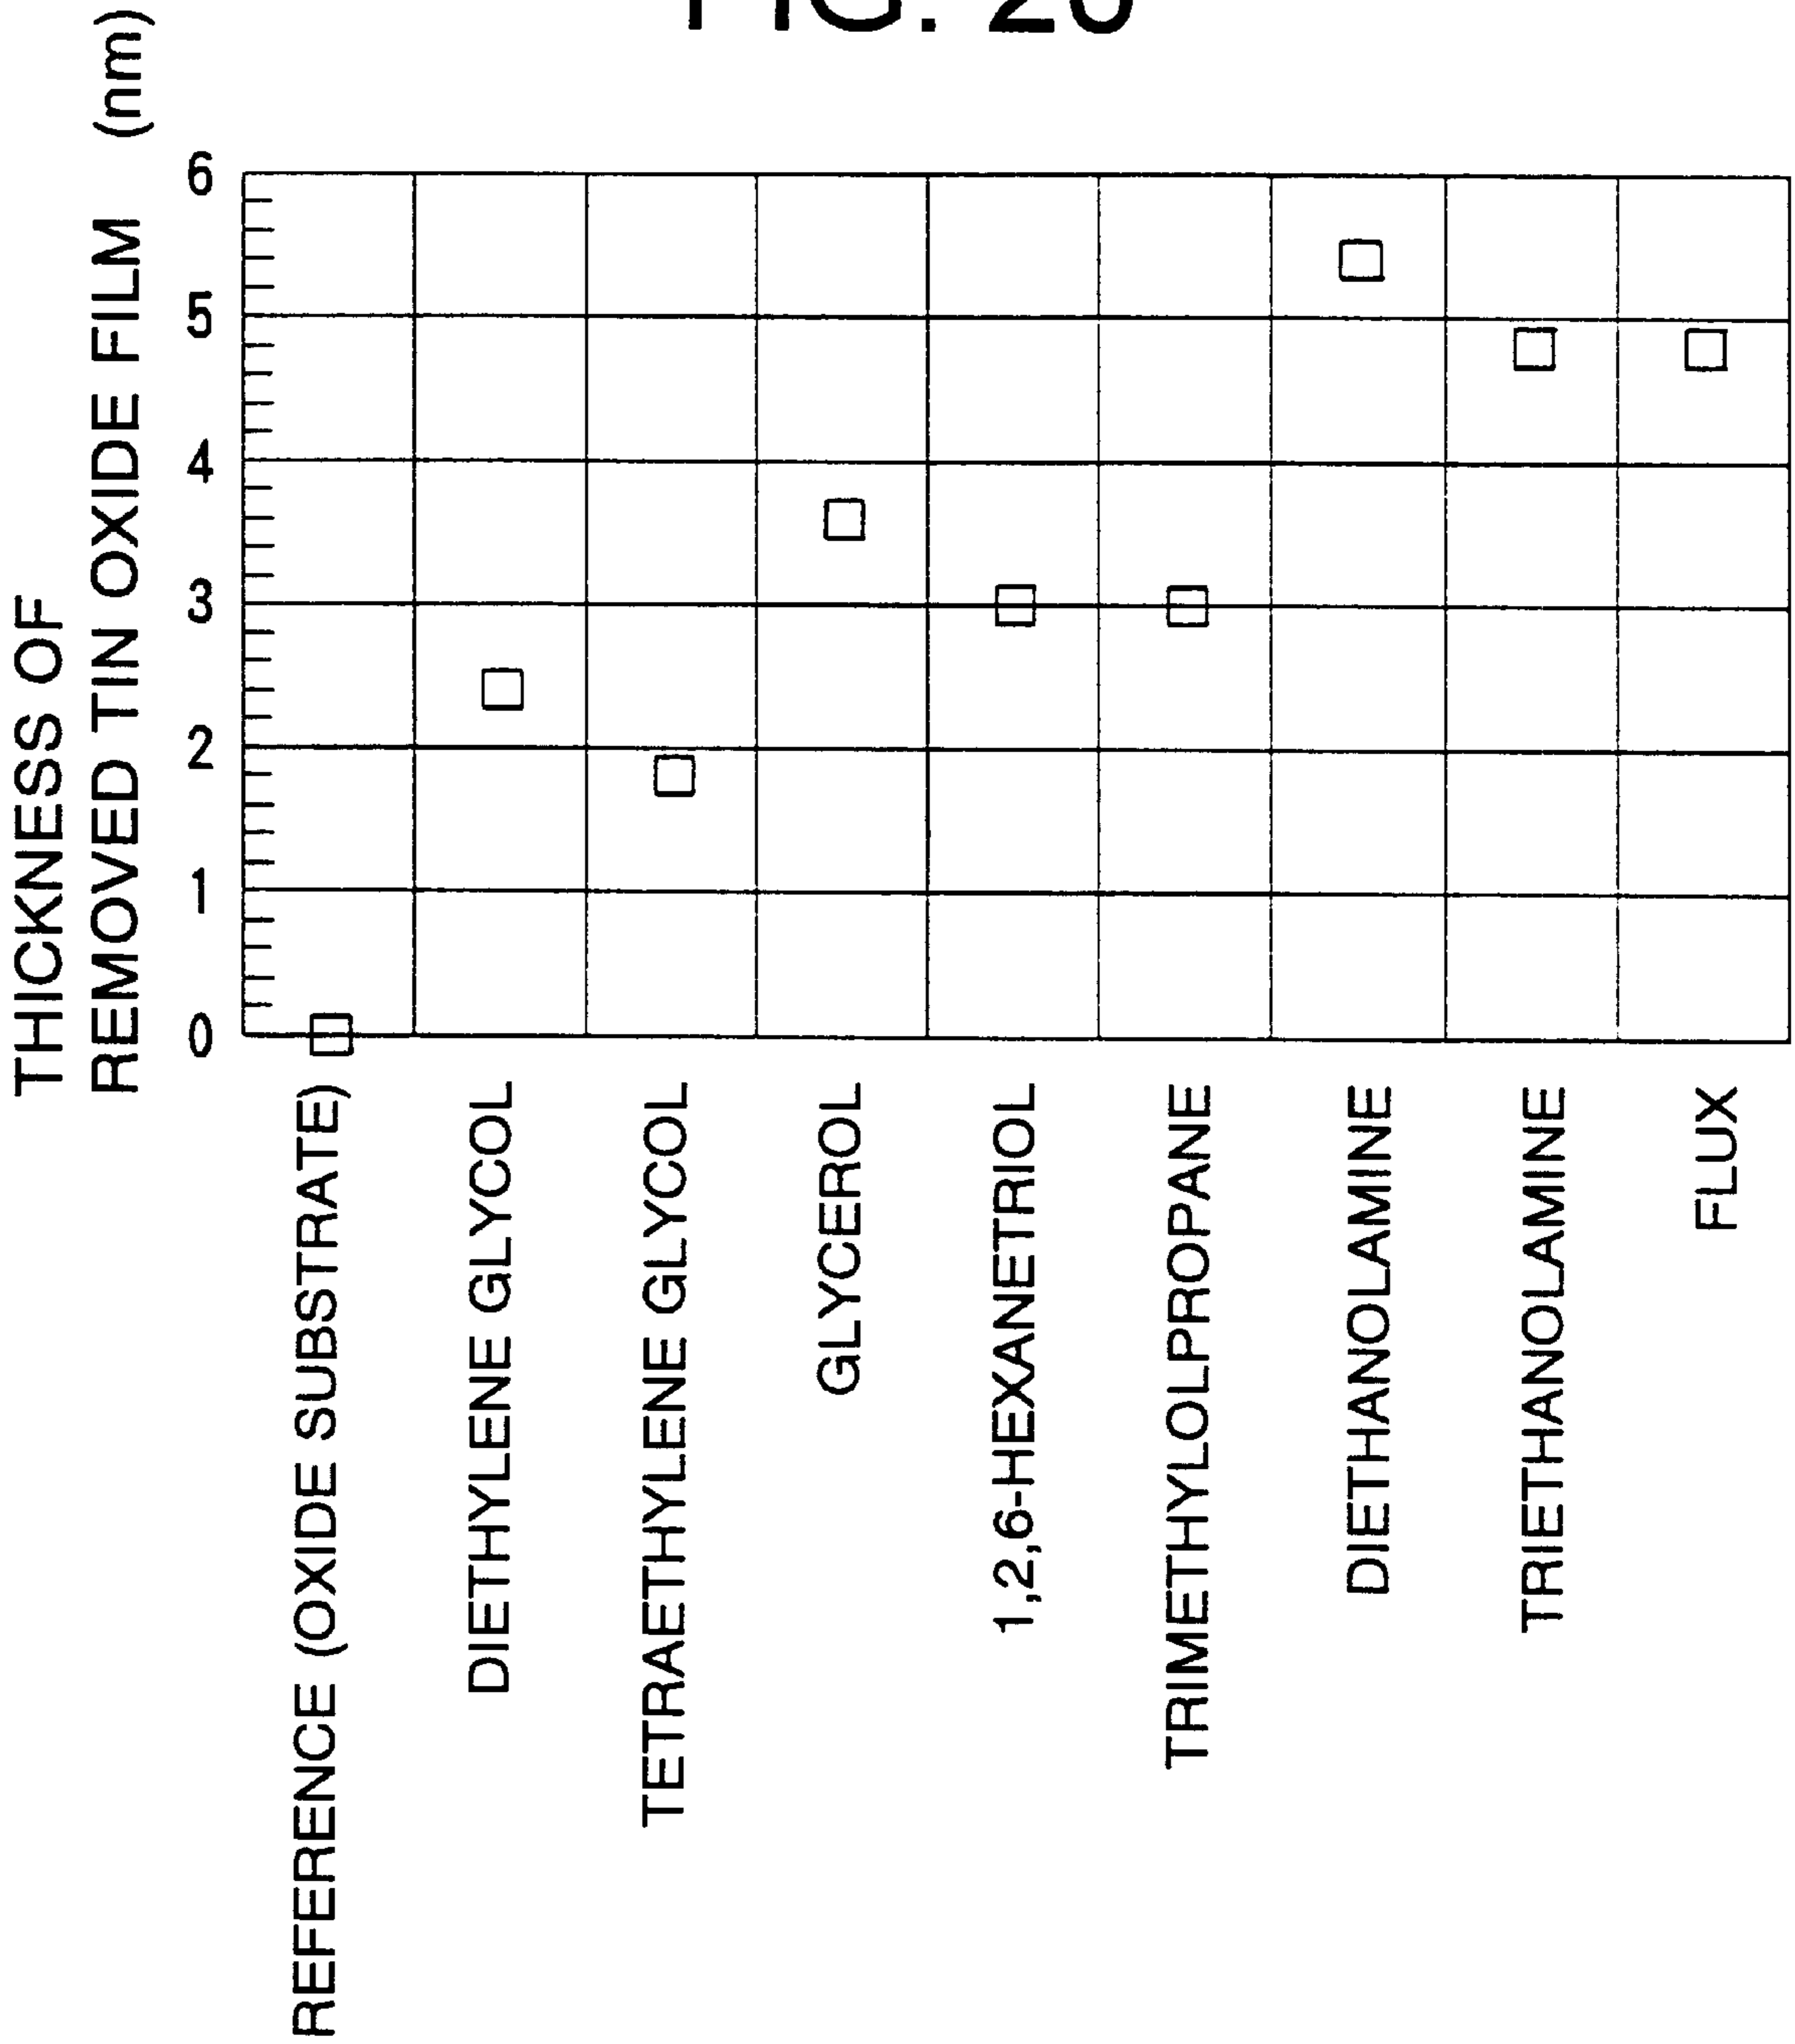 FIG. 20
THICKNESS OF
REMOVED TIN OXIDE FILM (nm)
6
5
4
3
2
1
0
REFERENCE (OXIDE SUBSTRATE)
DIETHYLENE GLYCOL
TETRAETHYLENE GLYCOL
GLYCEROL
1,2,6-HEXANETRIOL
TRIMETHYLOLPROPANE
DIETHANOLAMINE
TRIETHANOLAMINE
FLUX